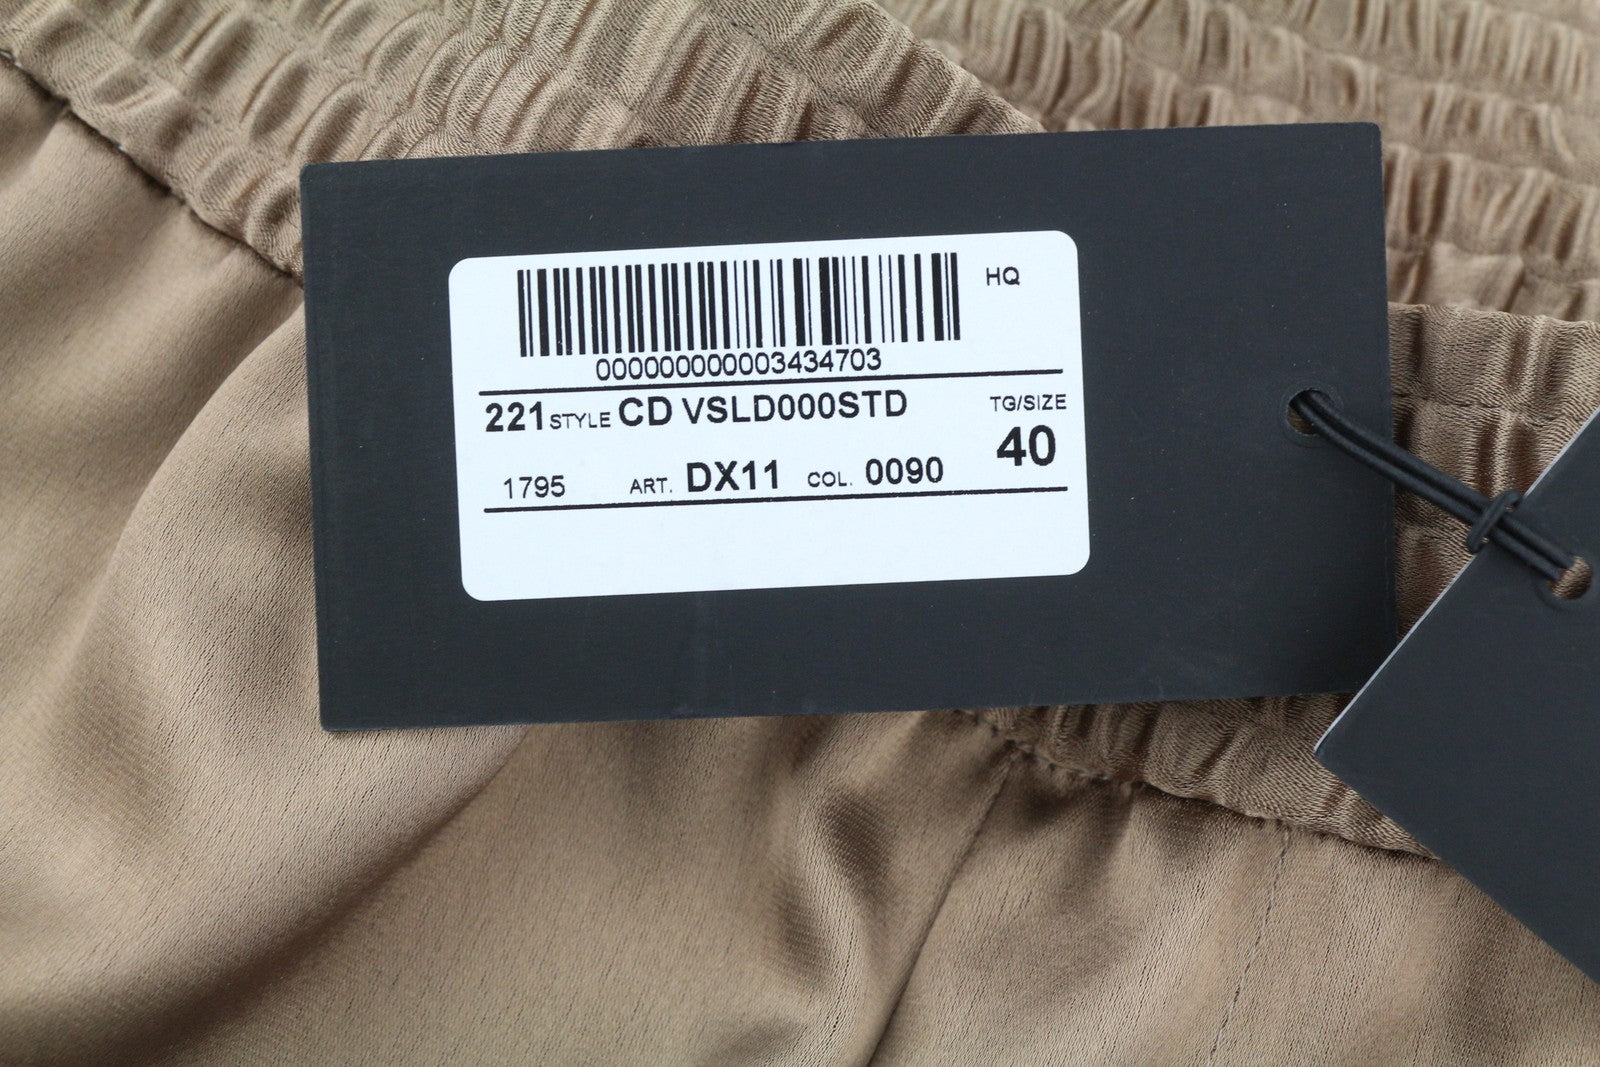 HQ
000000000003434703
221 STYLE CD VSLD000STD TG/SIZE
40
1795 ART. DX11 COL. 0090